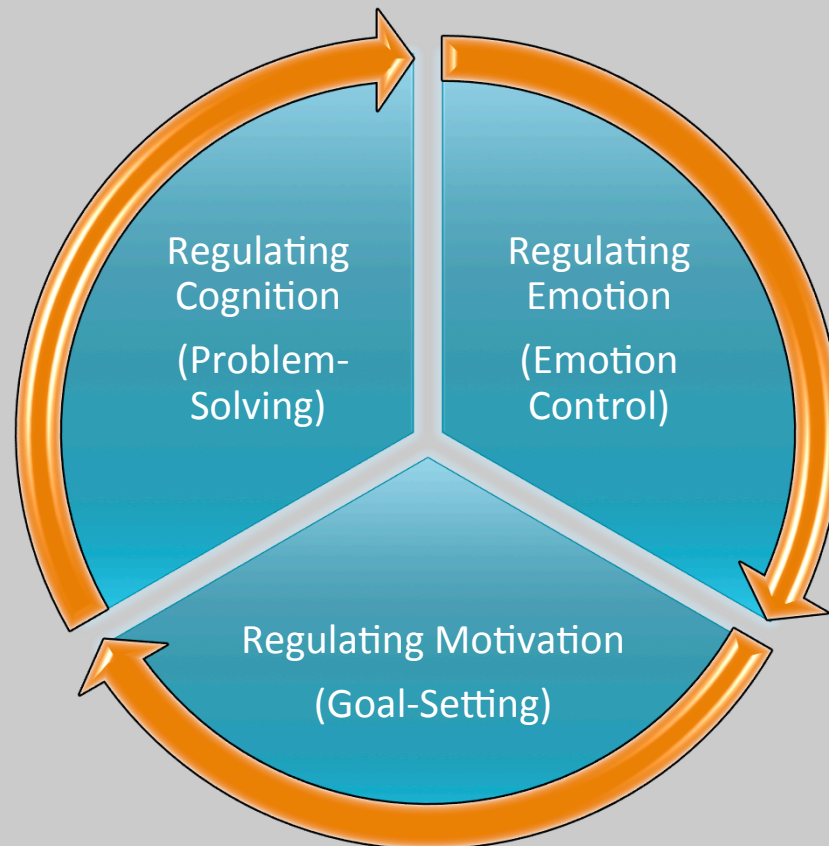 Regulating
Cognition
(Problem-
Solving)
Regulating
Emotion
(Emotion
Control)
Regulating Motivation
(Goal-Setting)